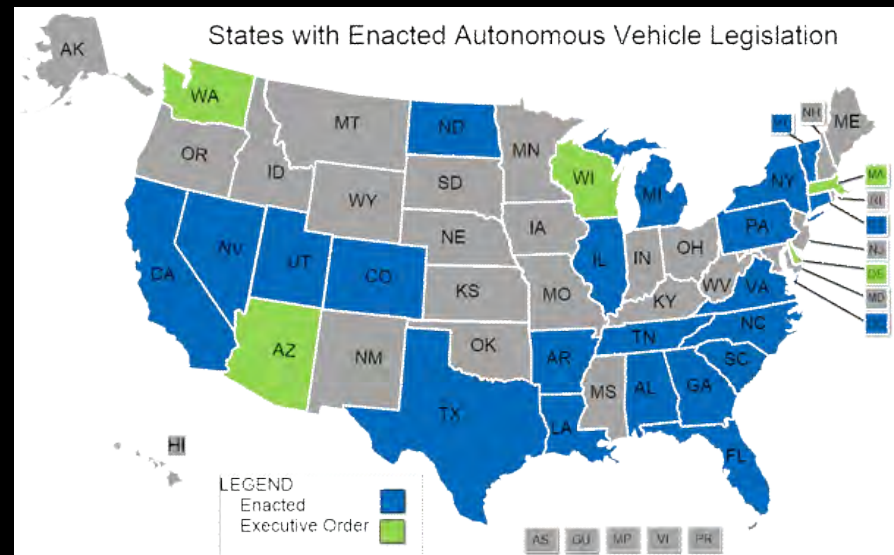 States with Enacted Autonomous Vehicle Legislation
AK
WA
MT
ND
MN
NH
ME
VT
OR
ID
WY
SD
WI
MI
NY
MA
RI
NE
IA
PA
NJ
CA
NV
UT
CO
KS
MO
IL
IN
OH
WV
VA
DE
MD
DC
KY
AZ
NM
OK
AR
TN
NC
SC
TX
LA
MS
AL
GA
FL
HI
LEGEND
Enacted
Executive Order
AS GU MP VI PR